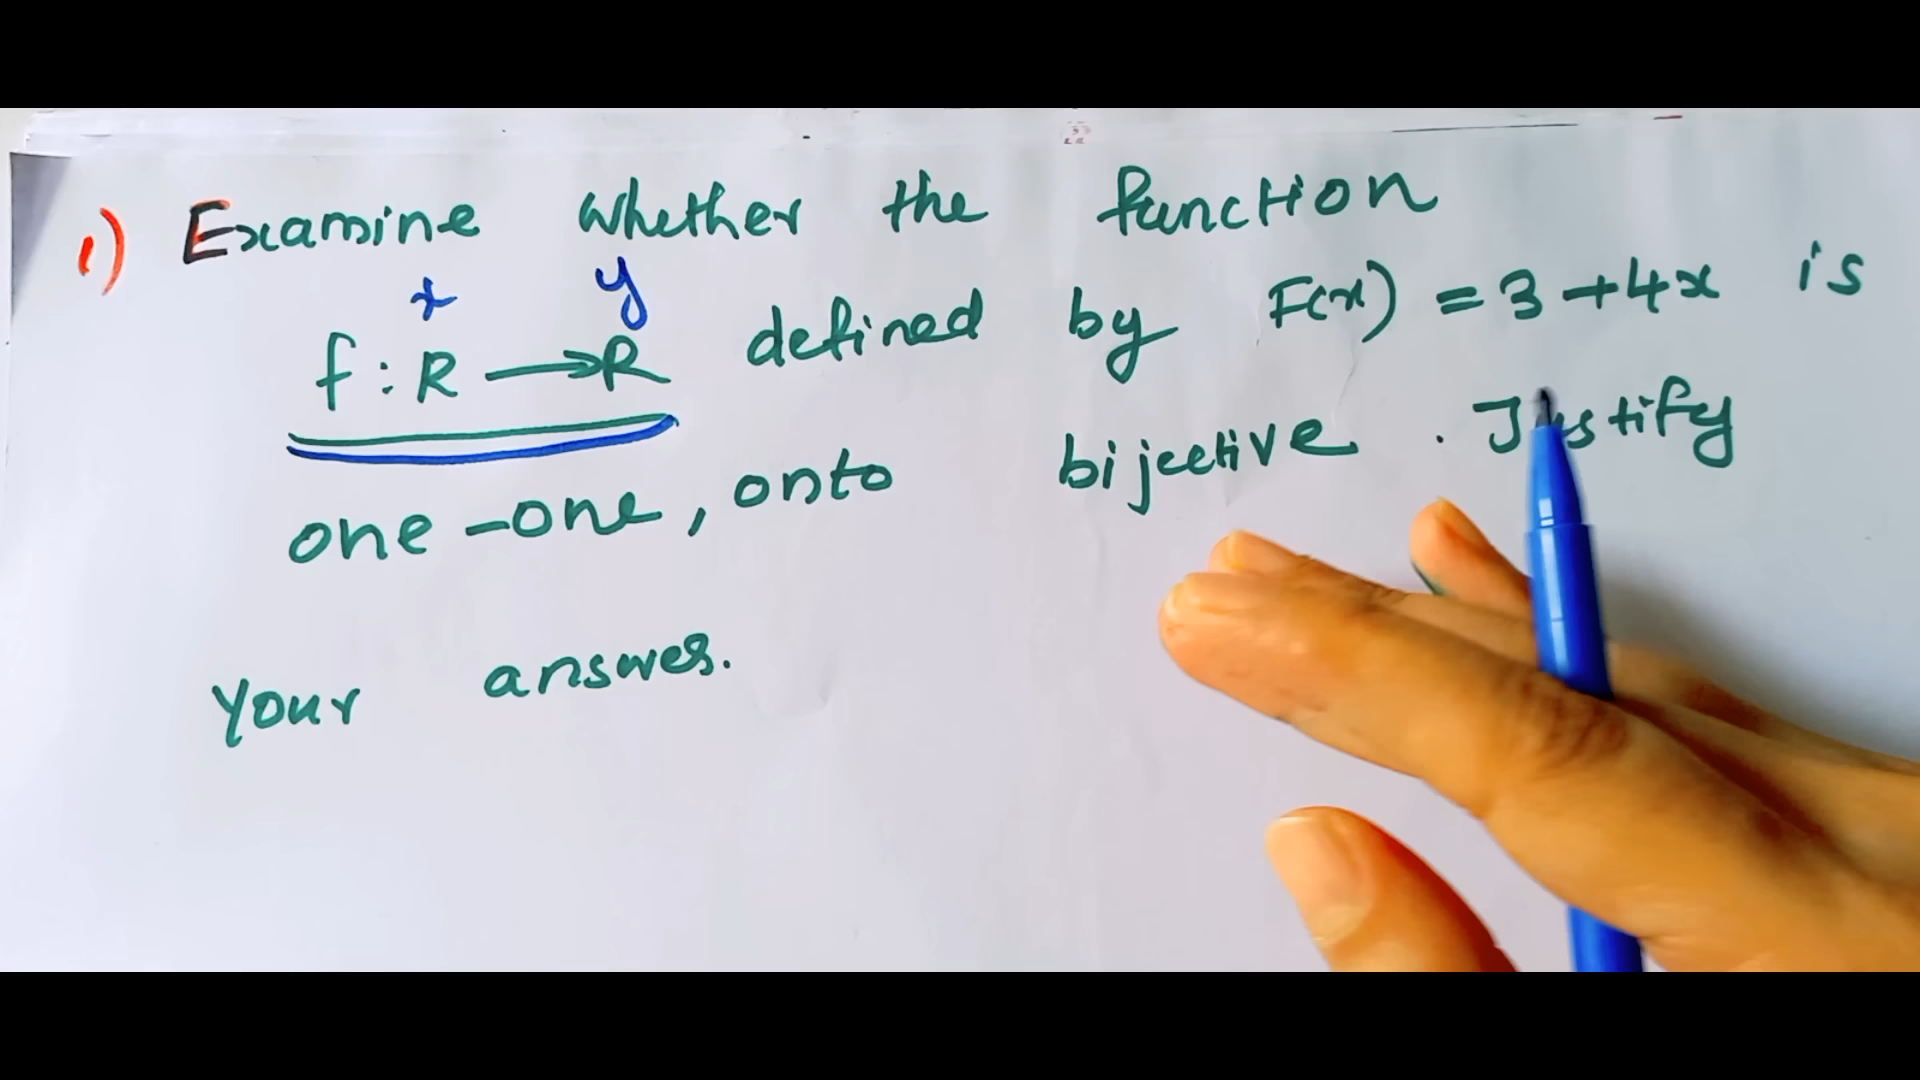 1) Examine whether the function
x y
f : R → R defined by F(x) = 3 + 4x is
one - one, onto bijective . Justify
your answer.